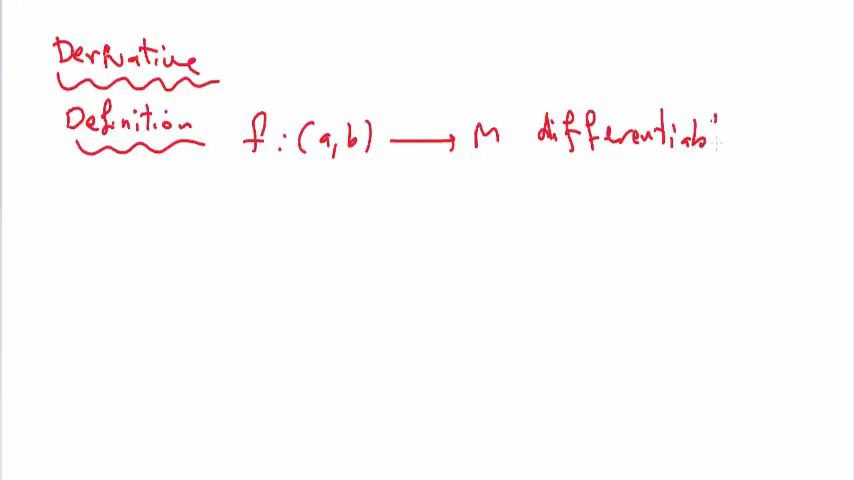 Derivative
Definition f : (a, b) ⟶ M differentiab